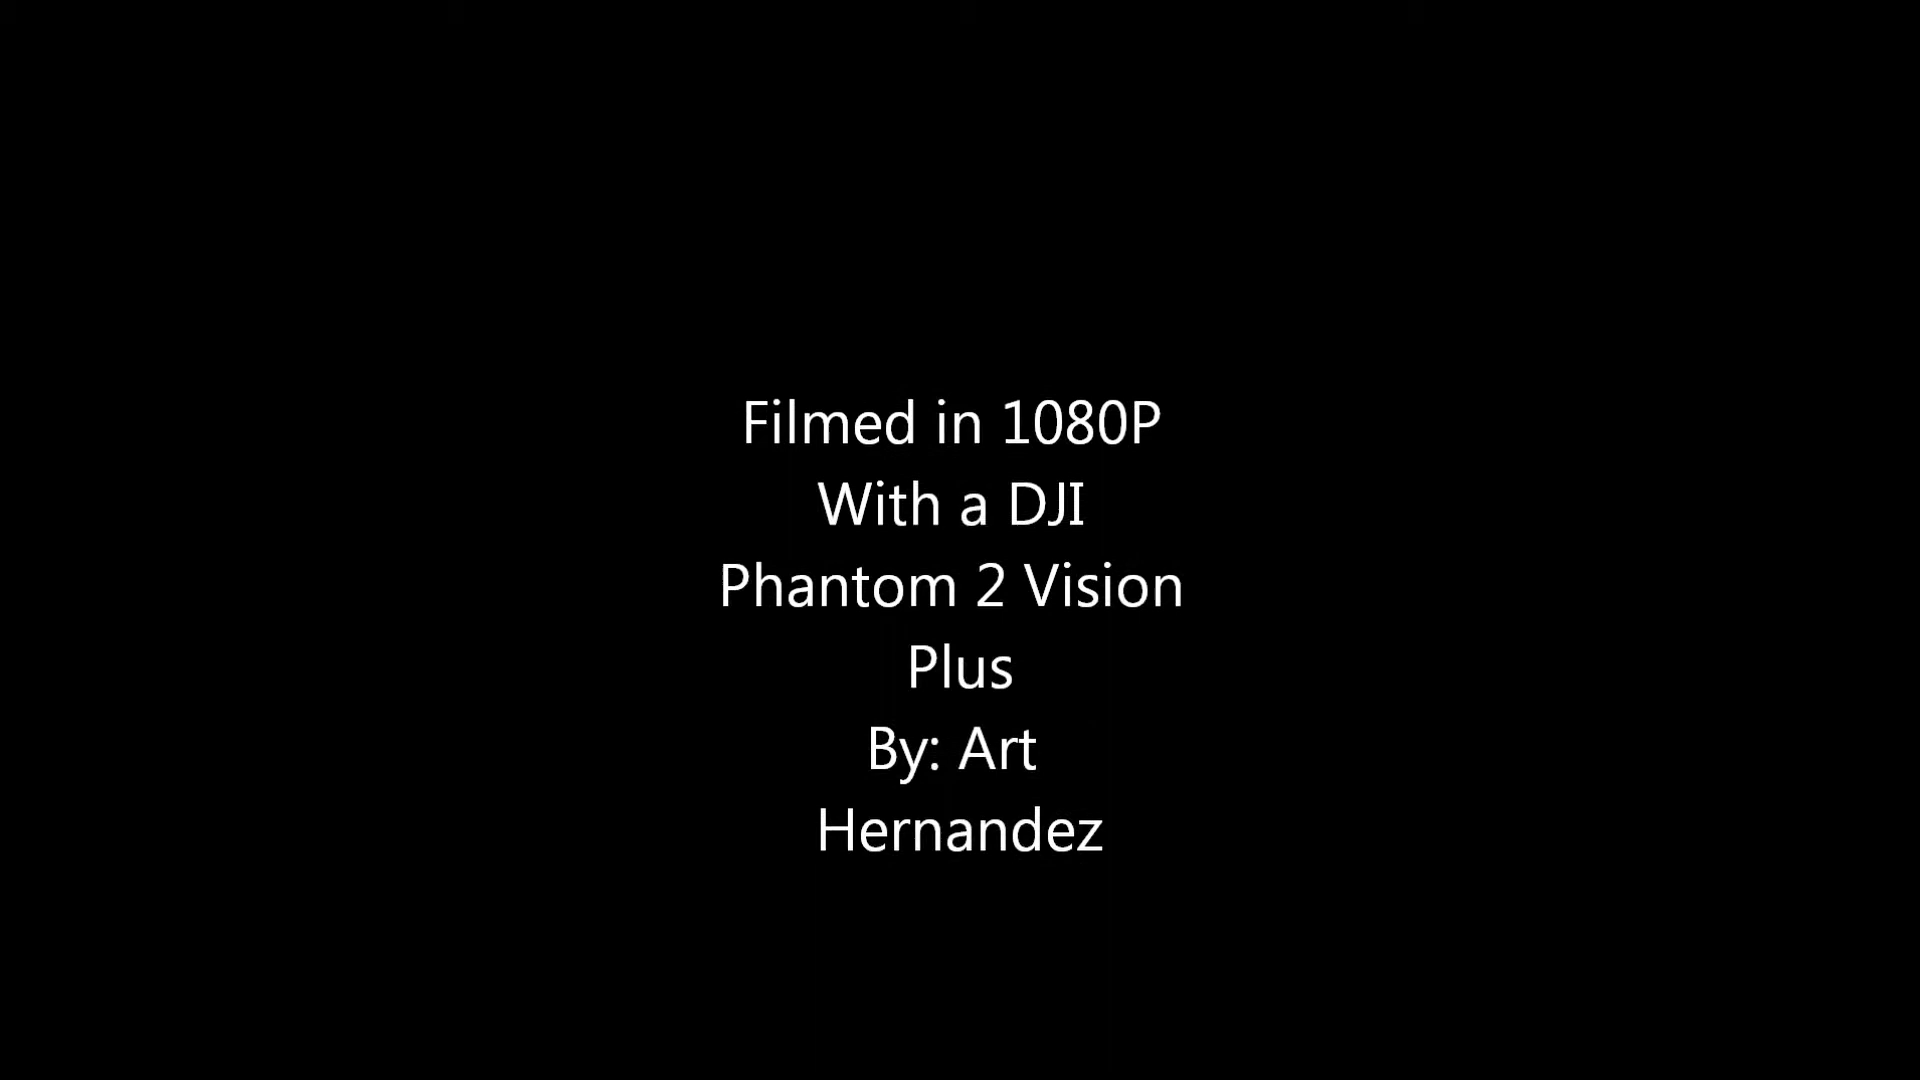 Filmed in 1080P
With a DJI
Phantom 2 Vision
Plus
By: Art
Hernandez